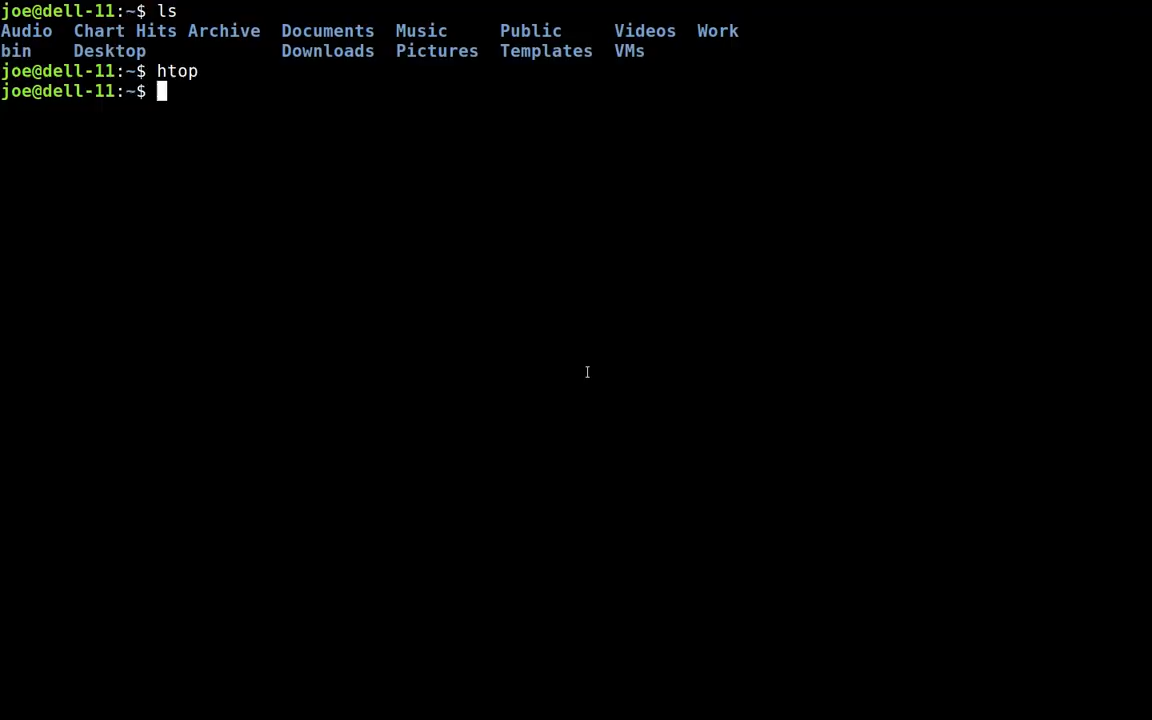 joe@dell-11:~$ ls
Audio  Chart Hits Archive  Documents  Music     Public     Videos  Work
bin    Desktop             Downloads  Pictures  Templates  VMs
joe@dell-11:~$ htop
joe@dell-11:~$